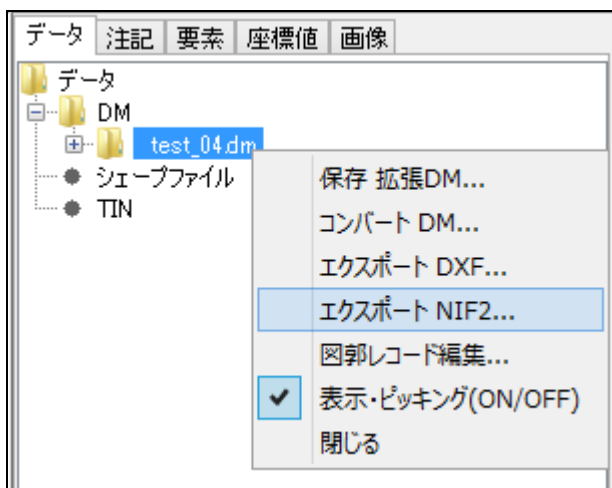 データ 注記 要素 座標値 画像
データ
DM
test_04.dm
シェープファイル
TIN
保存 拡張DM...
コンバート DM...
エクスポート DXF...
エクスポート NIF2...
図郭レコード編集...
表示・ピッキング(ON/OFF)
閉じる